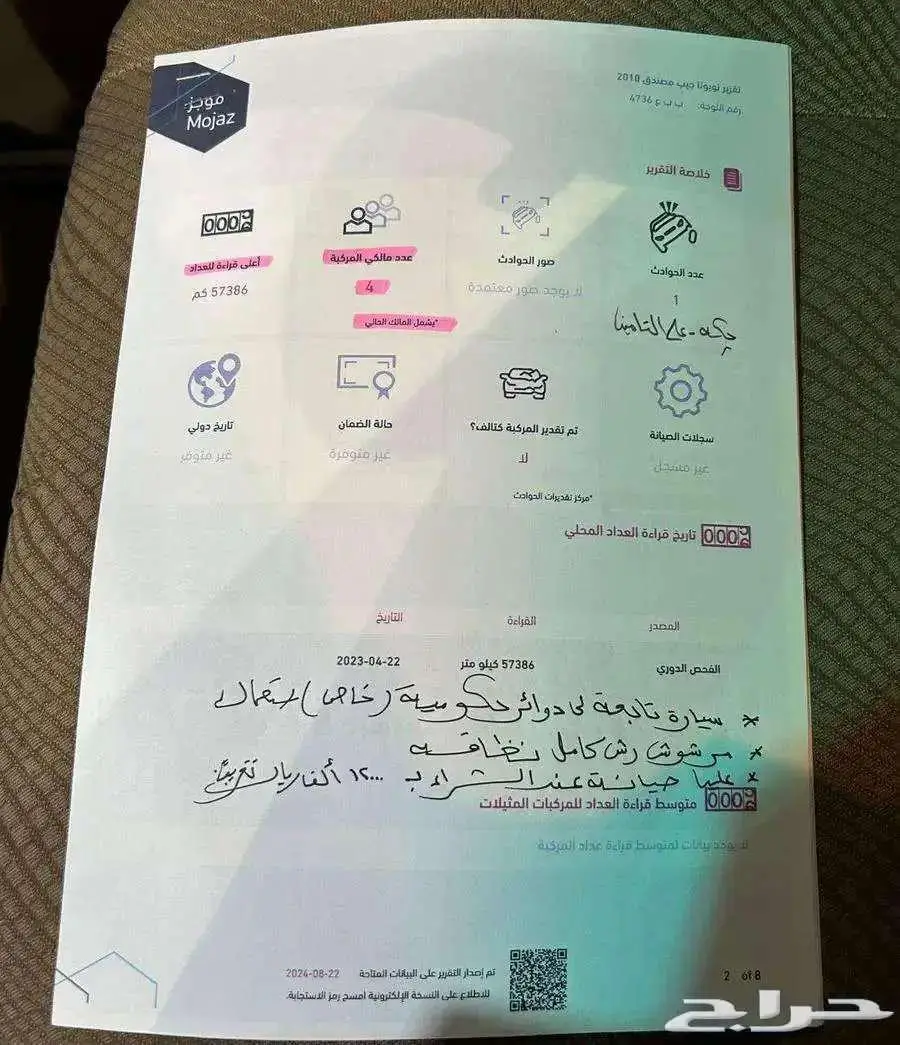 موجز
Mojaz
تقرير تويوتا جيب مصندق 2010
رقم اللوحة: ب ب ع 4736
خلاصة التقرير
عدد الحوادث
1
حكه - على التامين
صور الحوادث
لا يوجد صور معتمدة
عدد مالكي المركبة
4
*يشمل المالك الحالي
أعلى قراءة للعداد
57386 كم
سجلات الصيانة
غير مسجل
تم تقدير المركبة كتالف؟
لا
*مركز تقديرات الحوادث
حالة الضمان
غير متوفرة
تاريخ دولي
غير متوفر
تاريخ قراءة العداد المحلي
المصدر القراءة التاريخ
الفحص الدوري 57386 كيلو متر 2023-04-22
* سيارة تابعة لدوائر حكومية (خاص) استعمال
* مرشوش رش كامل نظافة
* عليها صيانة عند الشراء بـ ١٢٠٠٠ ألف ريال تقريباً
متوسط قراءة العداد للمركبات المثيلات
لا يوجد بيانات لمتوسط قراءة عداد المركبة
تم إصدار التقرير على البيانات المتاحة 2024-08-22
للاطلاع على النسخة الإلكترونية امسح رمز الاستجابة.
2 of 8
حراج